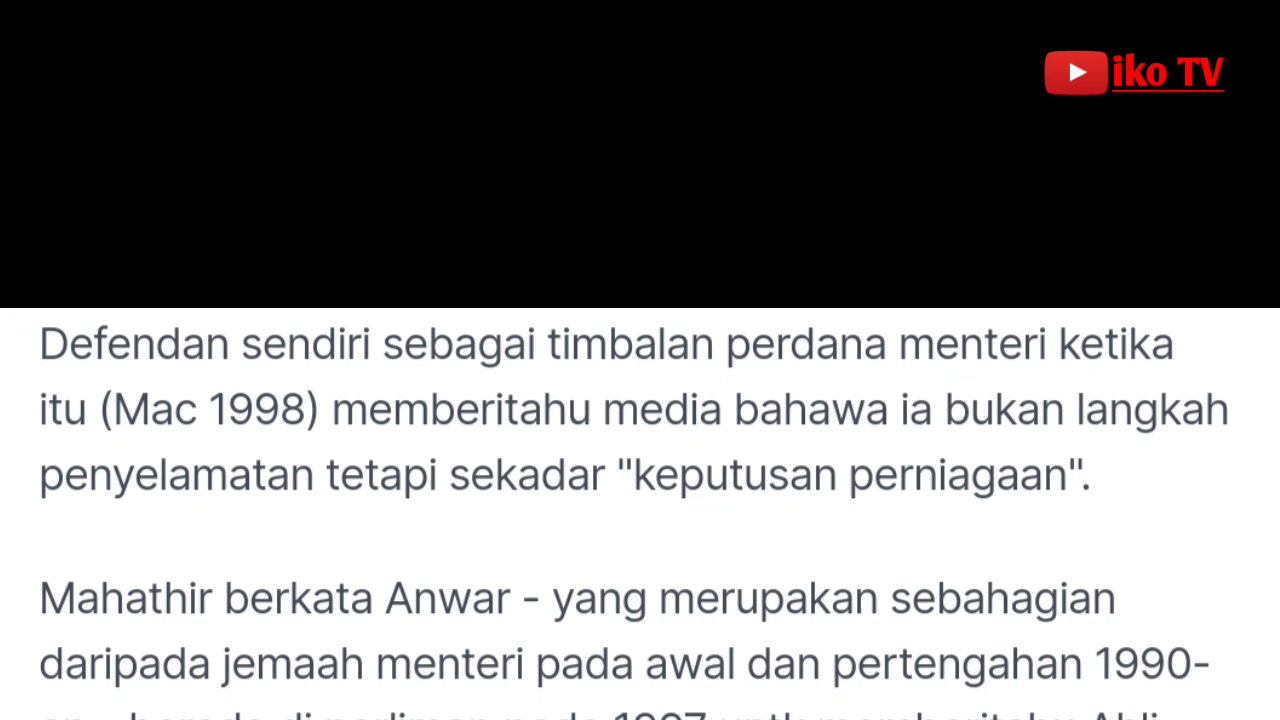 iko TV
Defendan sendiri sebagai timbalan perdana menteri ketika
itu (Mac 1998) memberitahu media bahawa ia bukan langkah
penyelamatan tetapi sekadar "keputusan perniagaan".
Mahathir berkata Anwar - yang merupakan sebahagian
daripada jemaah menteri pada awal dan pertengahan 1990-